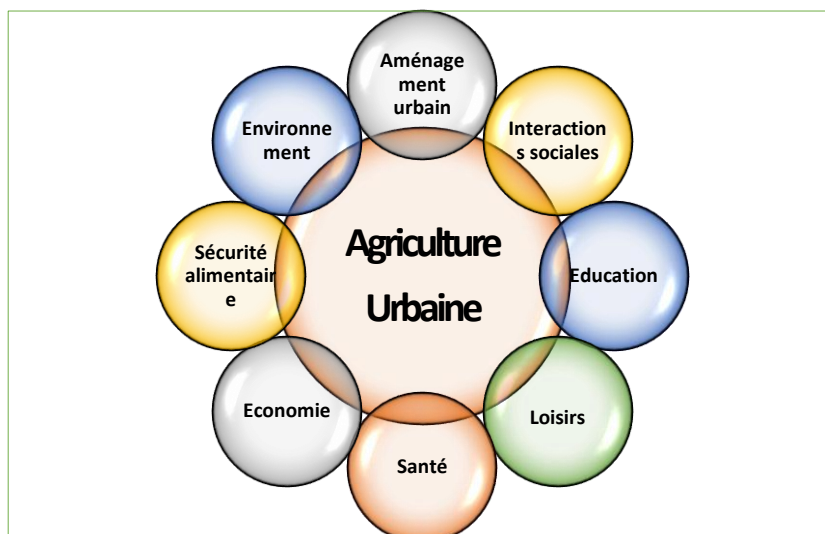 Aménage
ment
urbain
Interaction
s sociales
Education
Loisirs
Santé
Economie
Sécurité
alimentair
e
Environne
ment
Agriculture
Urbaine